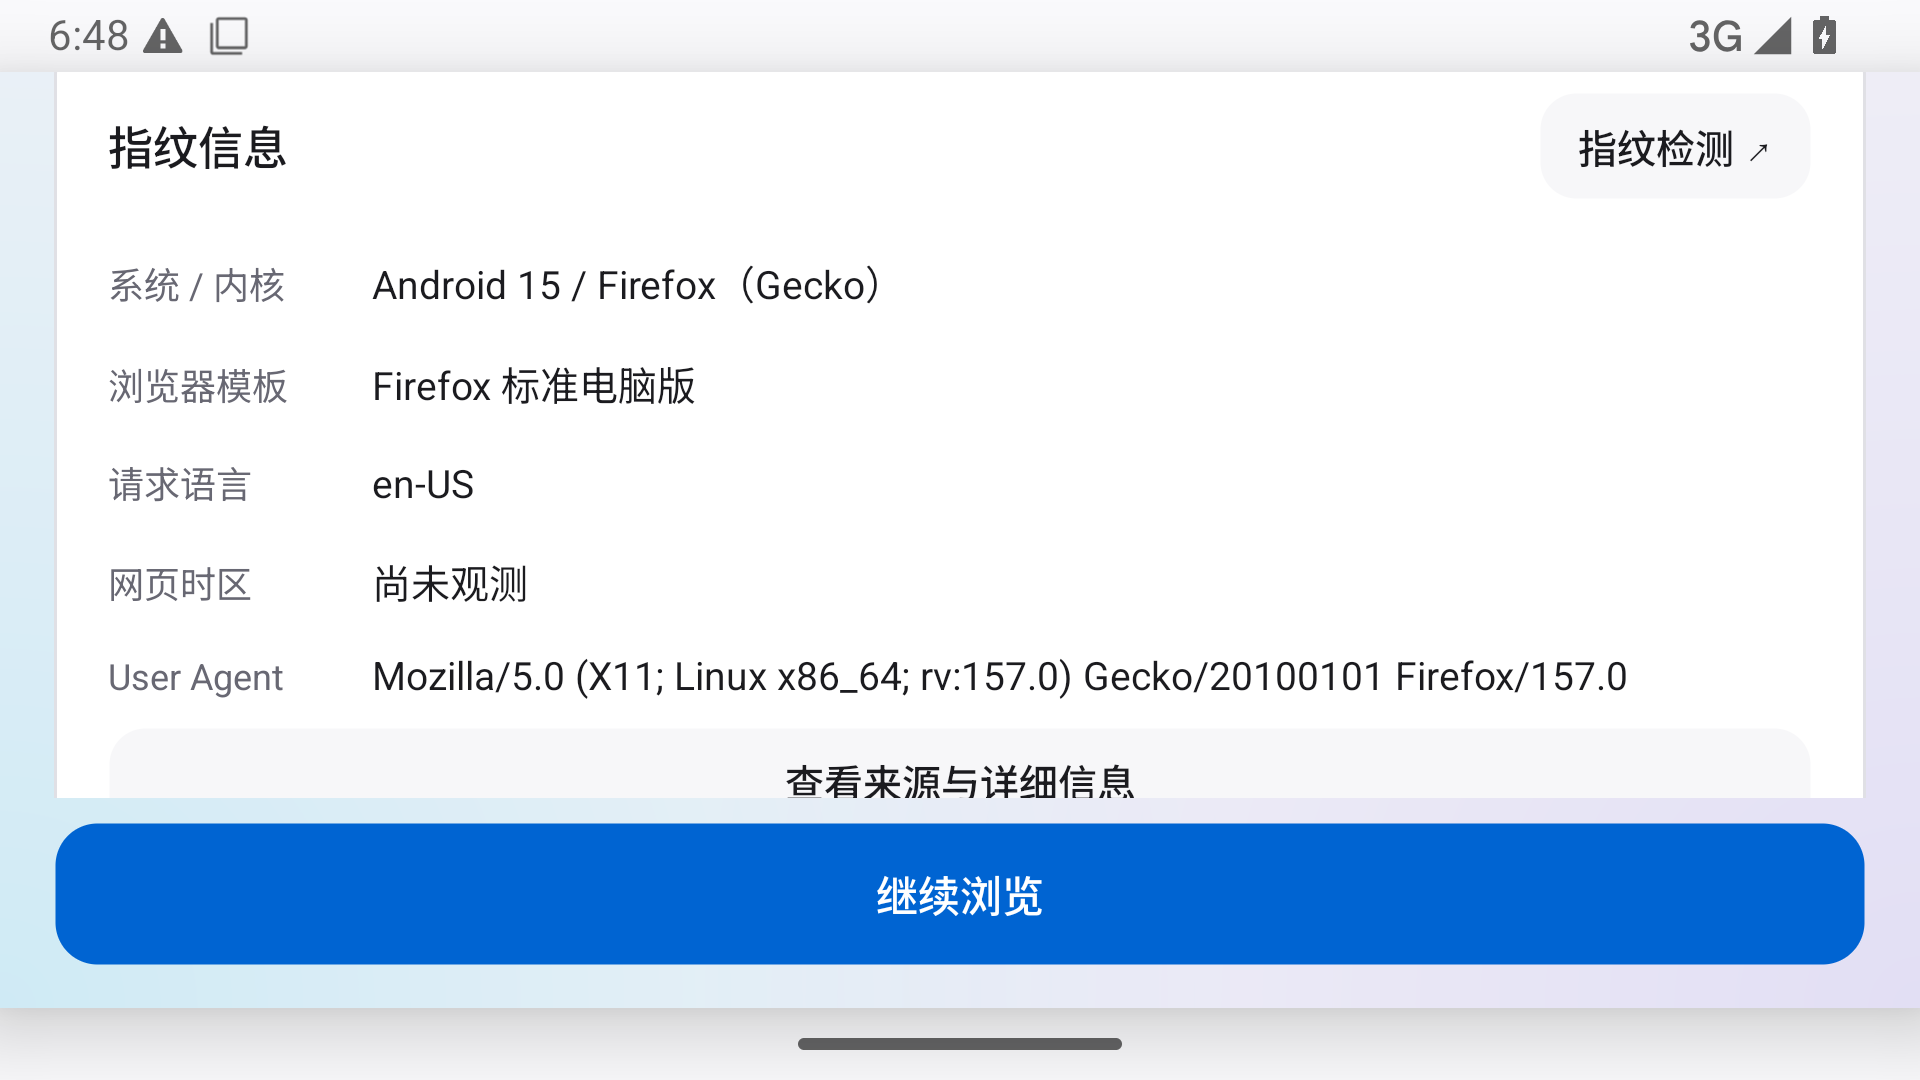 6:48
3G
指纹信息
指纹检测 ↗
系统 / 内核 Android 15 / Firefox（Gecko）
浏览器模板 Firefox 标准电脑版
请求语言 en-US
网页时区 尚未观测
User Agent Mozilla/5.0 (X11; Linux x86_64; rv:157.0) Gecko/20100101 Firefox/157.0
查看来源与详细信息
继续浏览